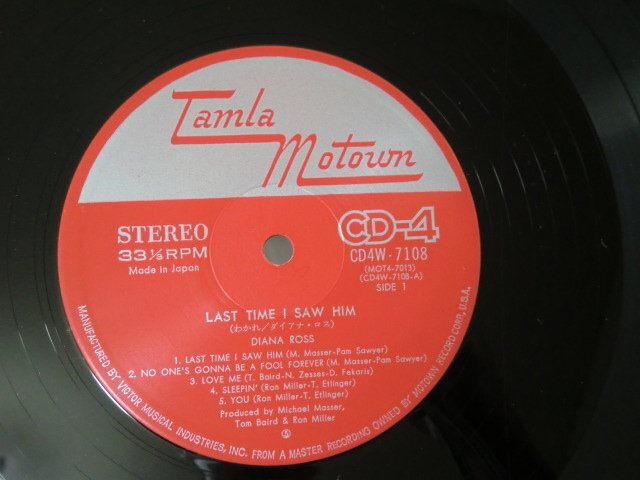 Tamla
Motown
STEREO
33⅓RPM
Made in Japan
CD-4
CD4W-7108
(MOT4-7013)
(CD4W-7108-A)
SIDE 1
LAST TIME I SAW HIM
(わかれ/ダイアナ・ロス)
DIANA ROSS
1. LAST TIME I SAW HIM (M. Masser-Pam Sawyer)
2. NO ONE'S GONNA BE A FOOL FOREVER (M. Masser-Pam Sawyer)
3. LOVE ME (T. Baird-N. Zesses-D. Fekaris)
4. SLEEPIN' (Ron Miller-T. Etlinger)
5. YOU (Ron Miller-T. Etlinger)
Produced by Michael Masser,
Tom Baird & Ron Miller
MANUFACTURED BY VICTOR MUSICAL INDUSTRIES, INC. FROM A MASTER RECORDING OWNED BY MOTOWN RECORD CORP., U.S.A.